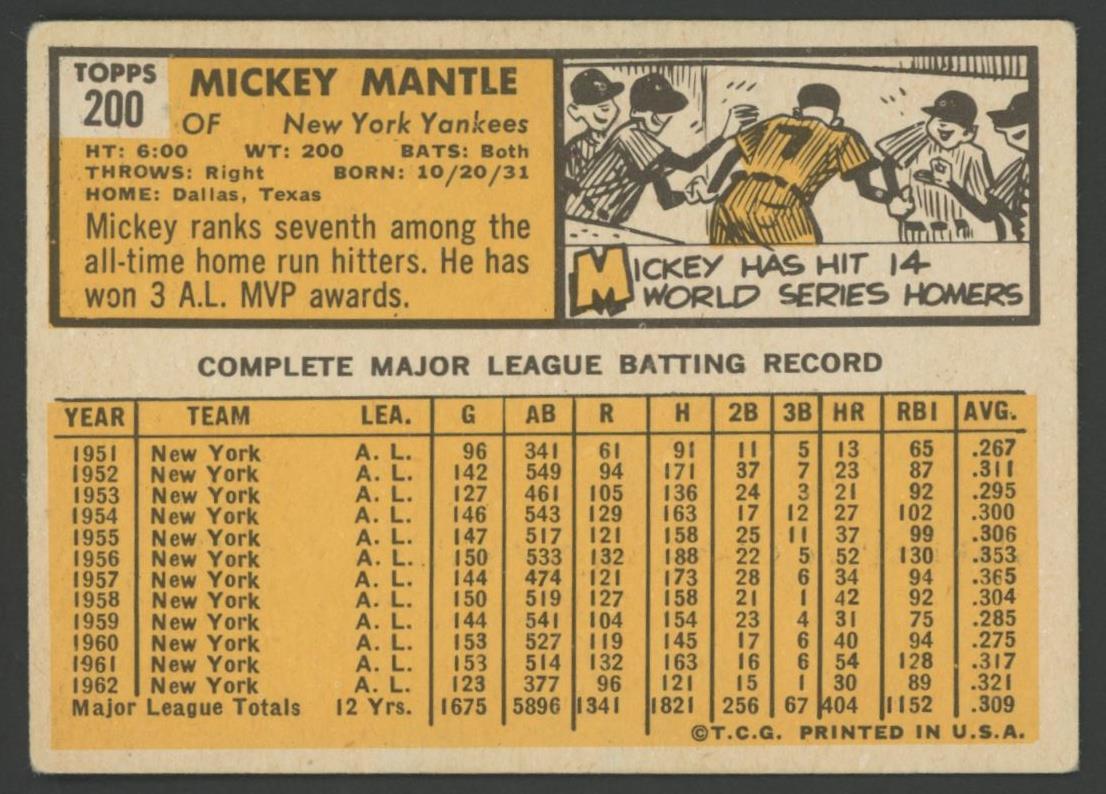 TOPPS
200
MICKEY MANTLE
OF New York Yankees
HT: 6:00 WT: 200 BATS: Both
THROWS: Right BORN: 10/20/31
HOME: Dallas, Texas
Mickey ranks seventh among the
all-time home run hitters. He has
won 3 A.L. MVP awards.
7
MICKEY HAS HIT 14
WORLD SERIES HOMERS
COMPLETE MAJOR LEAGUE BATTING RECORD
YEAR TEAM LEA. G AB R H 2B 3B HR RBI AVG.
1951 New York A. L. 96 341 61 91 11 5 13 65 .267
1952 New York A. L. 142 549 94 171 37 7 23 87 .311
1953 New York A. L. 127 461 105 136 24 3 21 92 .295
1954 New York A. L. 146 543 129 163 17 12 27 102 .300
1955 New York A. L. 147 517 121 158 25 11 37 99 .306
1956 New York A. L. 150 533 132 188 22 5 52 130 .353
1957 New York A. L. 144 474 121 173 28 6 34 94 .365
1958 New York A. L. 150 519 127 158 21 1 42 92 .304
1959 New York A. L. 144 541 104 154 23 4 31 75 .285
1960 New York A. L. 153 527 119 145 17 6 40 94 .275
1961 New York A. L. 153 514 132 163 16 6 54 128 .317
1962 New York A. L. 123 377 96 121 15 1 30 89 .321
Major League Totals 12 Yrs. 1675 5896 1341 1821 256 67 404 1152 .309
©T.C.G. PRINTED IN U.S.A.